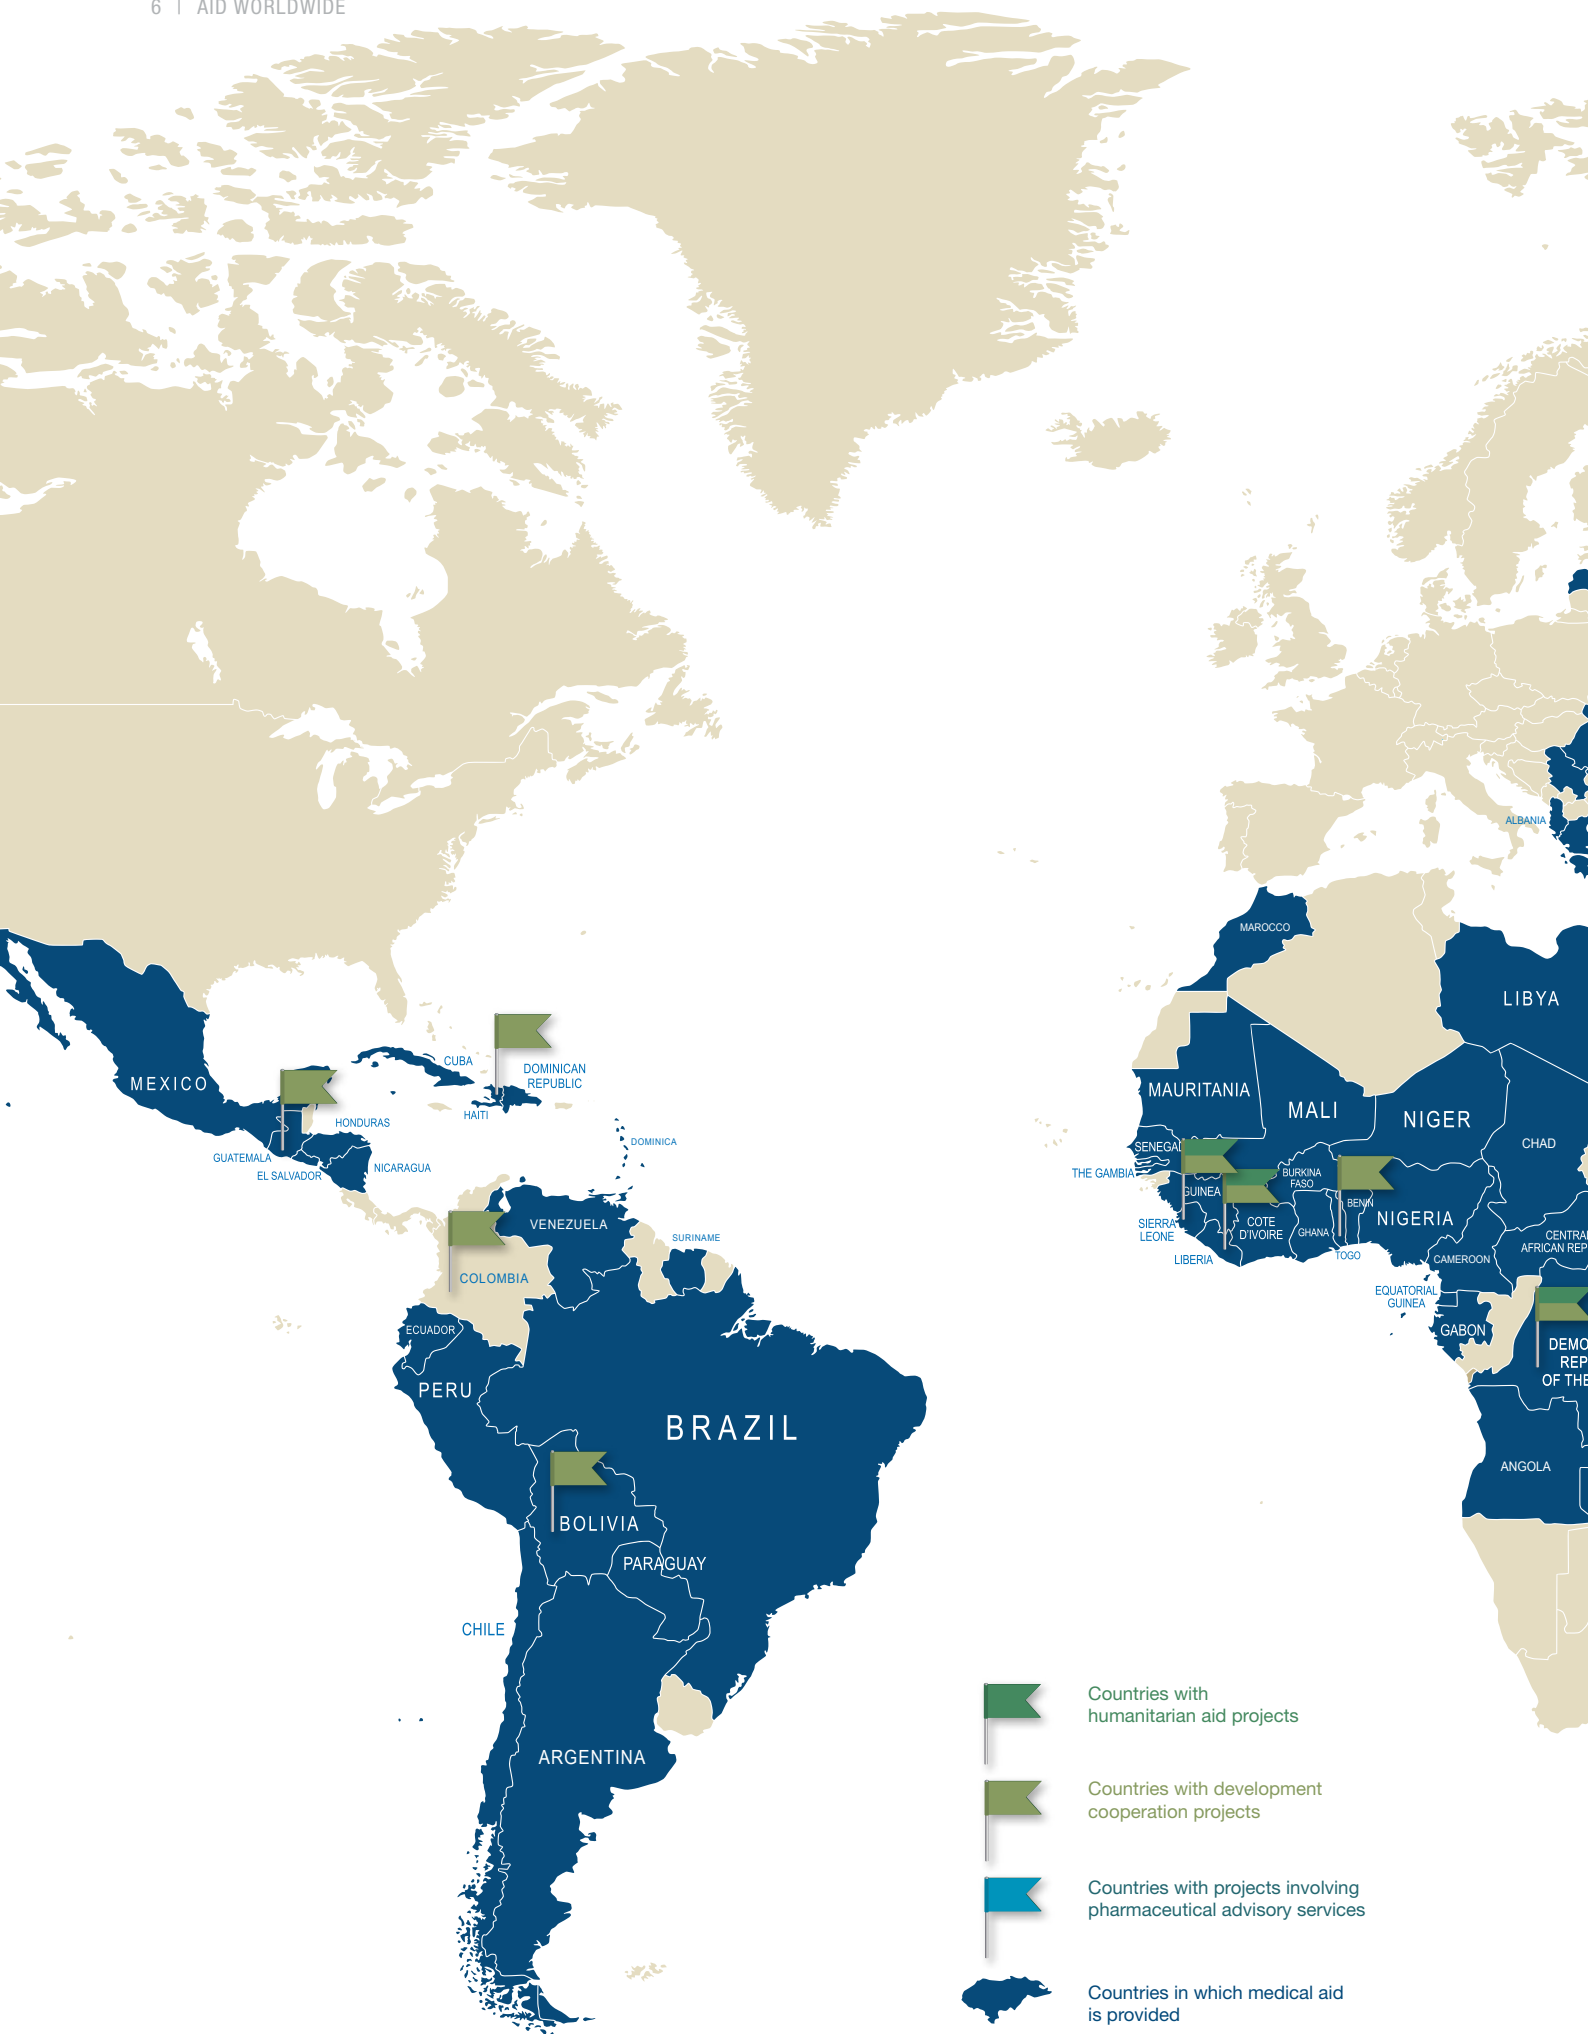 6 | AID WORLDWIDE
ALBANIA
MAROCCO
LIBYA
CUBA
DOMINICAN
REPUBLIC
MEXICO
HAITI
HONDURAS
DOMINICA
GUATEMALA
EL SALVADOR
NICARAGUA
MAURITANIA
MALI
NIGER
CHAD
SENEGAL
THE GAMBIA
GUINEA
BURKINA
FASO
BENIN
NIGERIA
SIERRA
LEONE
COTE
D'IVOIRE
GHANA
TOGO
LIBERIA
CENTRAL
AFRICAN REP
CAMEROON
EQUATORIAL
GUINEA
GABON
DEMO
REP
OF THE
ANGOLA
VENEZUELA
SURINAME
COLOMBIA
ECUADOR
PERU
BRAZIL
BOLIVIA
PARAGUAY
CHILE
ARGENTINA
Countries with
humanitarian aid projects
Countries with development
cooperation projects
Countries with projects involving
pharmaceutical advisory services
Countries in which medical aid
is provided